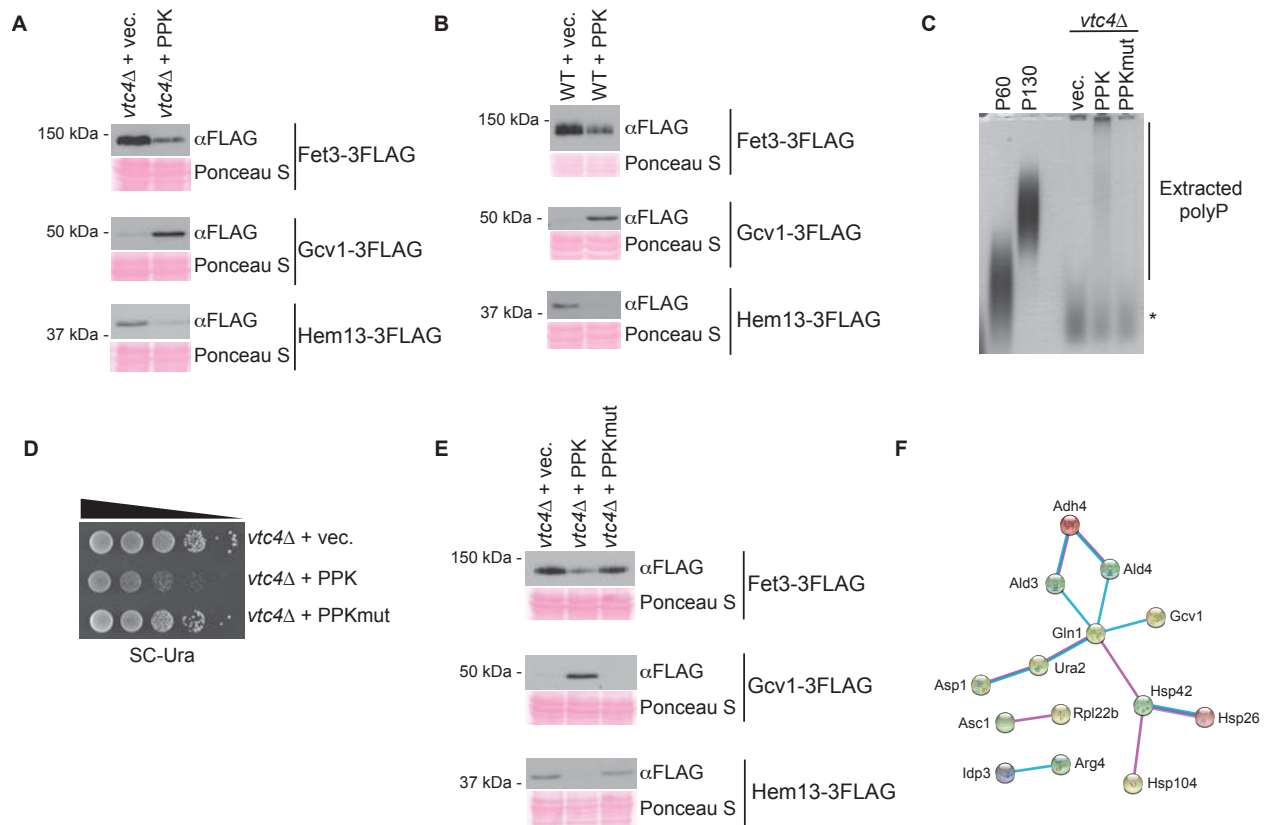 A
vtc4Δ + vec.
vtc4Δ + PPK
150 kDa -
αFLAG
Ponceau S
Fet3-3FLAG
50 kDa -
αFLAG
Ponceau S
Gcv1-3FLAG
37 kDa -
αFLAG
Ponceau S
Hem13-3FLAG
B
WT + vec.
WT + PPK
150 kDa -
αFLAG
Ponceau S
Fet3-3FLAG
50 kDa -
αFLAG
Ponceau S
Gcv1-3FLAG
37 kDa -
αFLAG
Ponceau S
Hem13-3FLAG
C
vtc4Δ
P60
P130
vec.
PPK
PPKmut
Extracted
polyP
*
D
vtc4Δ + vec.
vtc4Δ + PPK
vtc4Δ + PPKmut
SC-Ura
E
vtc4Δ + vec.
vtc4Δ + PPK
vtc4Δ + PPKmut
150 kDa -
αFLAG
Ponceau S
Fet3-3FLAG
50 kDa -
αFLAG
Ponceau S
Gcv1-3FLAG
37 kDa -
αFLAG
Ponceau S
Hem13-3FLAG
F
Adh4
Ald3
Ald4
Gcv1
Gln1
Ura2
Asp1
Hsp42
Hsp26
Asc1
Rpl22b
Idp3
Arg4
Hsp104